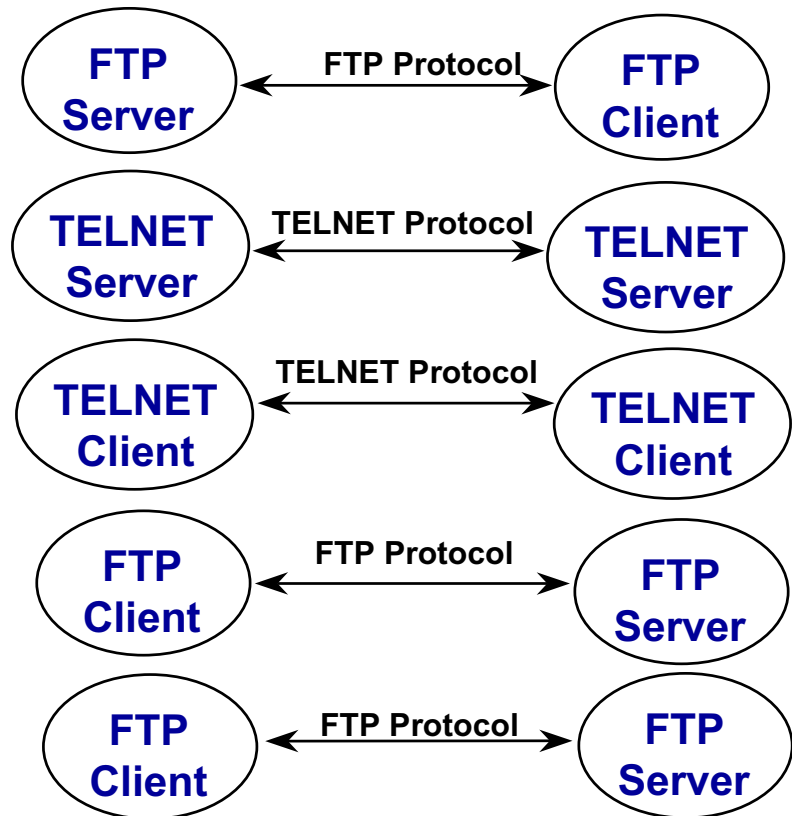 FTP
Server
FTP Protocol
FTP
Client
TELNET
Server
TELNET Protocol
TELNET
Server
TELNET
Client
TELNET Protocol
TELNET
Client
FTP
Client
FTP Protocol
FTP
Server
FTP
Client
FTP Protocol
FTP
Server